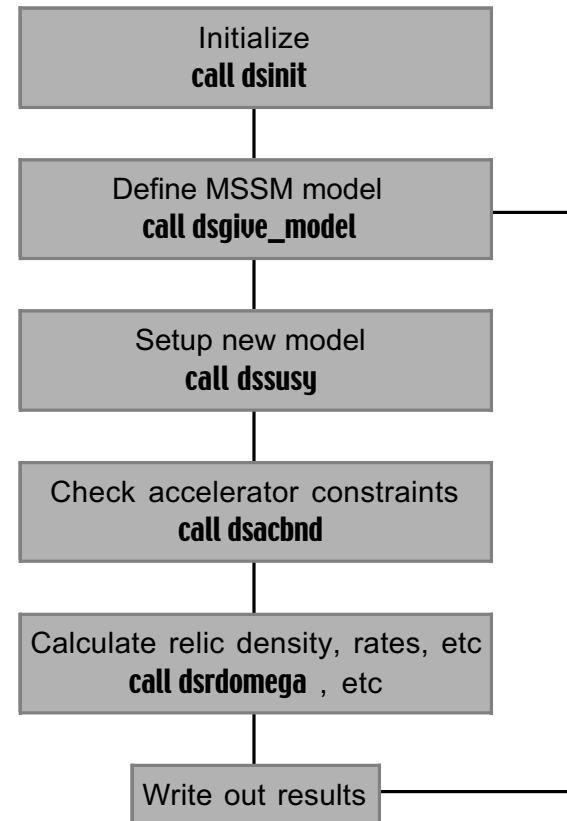 Initialize
call dsinit
Define MSSM model
call dsgive_model
Setup new model
call dssusy
Check accelerator constraints
call dsacbnd
Calculate relic density, rates, etc
call dsrdomega , etc
Write out results